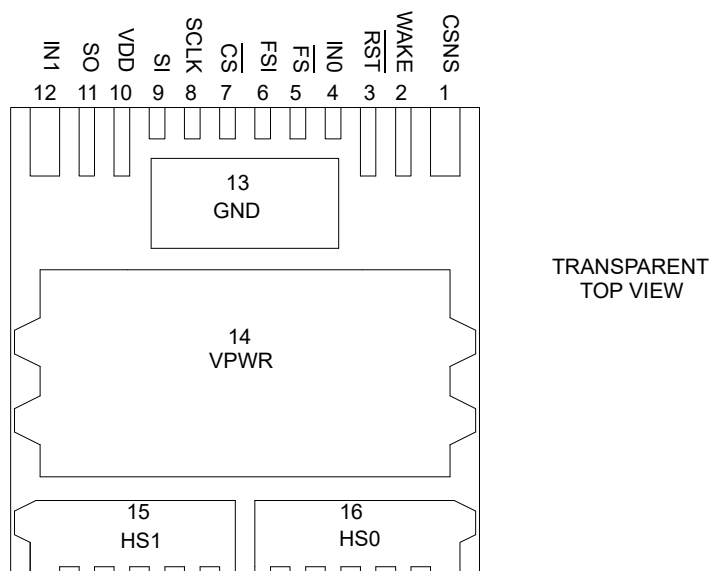 IN1
SO
VDD
SI
SCLK
CS
FSI
FS
IN0
RST
WAKE
CSNS
12 11 10 9 8 7 6 5 4 3 2 1
13
GND
TRANSPARENT
TOP VIEW
14
VPWR
15
HS1
16
HS0